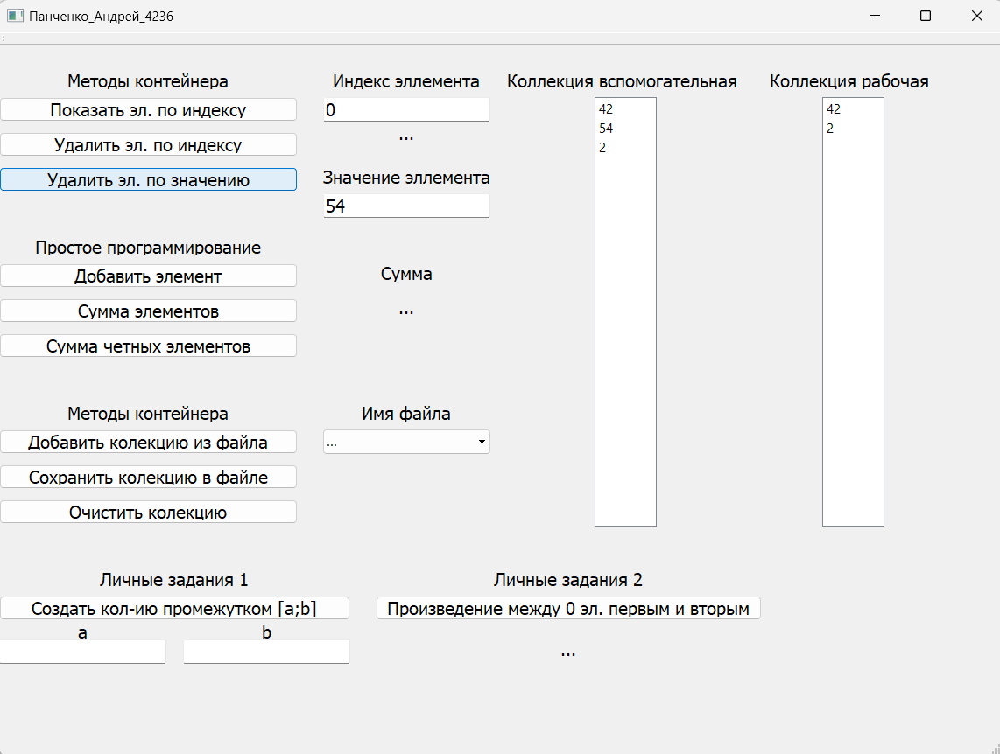 Панченко_Андрей_4236
Методы контейнера
Показать эл. по индексу
Удалить эл. по индексу
Удалить эл. по значению
Индекс эллемента
0
...
Значение эллемента
54
Коллекция вспомогательная
42
54
2
Коллекция рабочая
42
2
Простое программирование
Добавить элемент
Сумма элементов
Сумма четных элементов
Сумма
...
Методы контейнера
Добавить колекцию из файла
Сохранить колекцию в файле
Очистить колекцию
Имя файла
...
Личные задания 1
Создать кол-ию промежутком [a;b]
a
b
Личные задания 2
Произведение между 0 эл. первым и вторым
...